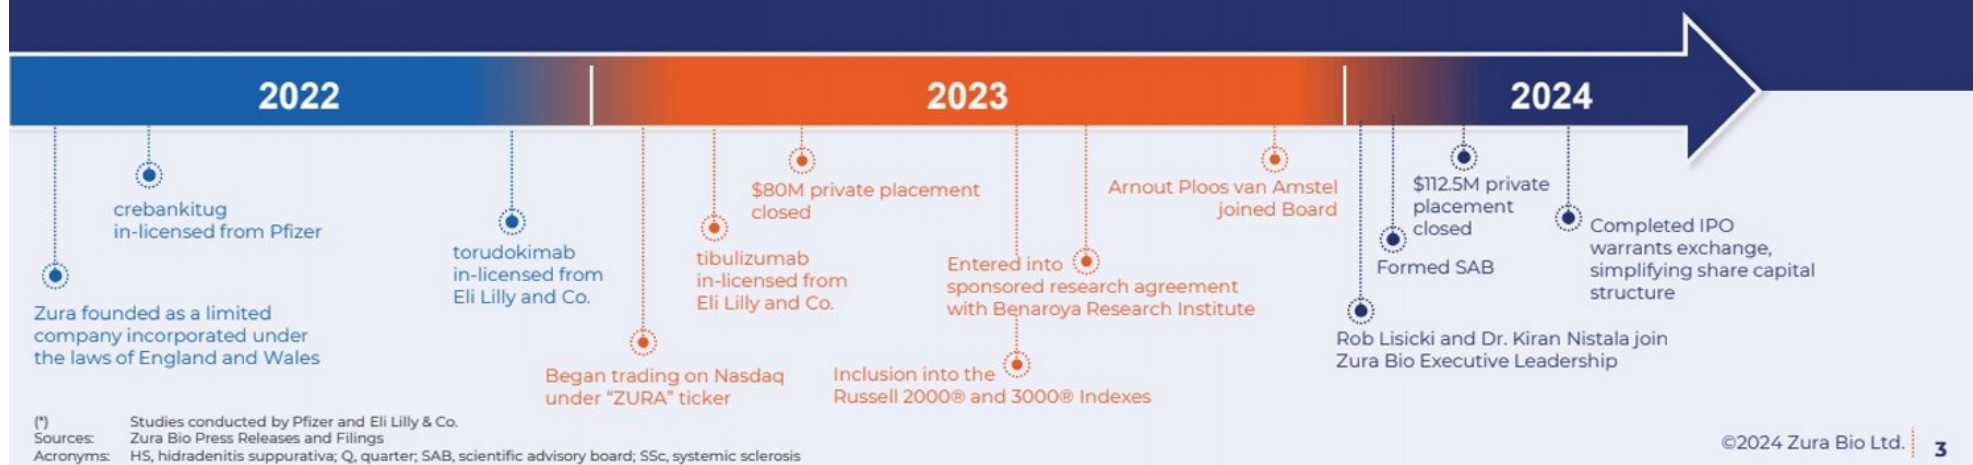 2022
2023
2024
crebankitug
in-licensed from Pfizer
Zura founded as a limited
company incorporated under
the laws of England and Wales
torudokimab
in-licensed from
Eli Lilly and Co.
Began trading on Nasdaq
under “ZURA” ticker
tibulizumab
in-licensed from
Eli Lilly and Co.
$80M private placement
closed
Inclusion into the
Russell 2000® and 3000® Indexes
Entered into
sponsored research agreement
with Benaroya Research Institute
Arnout Ploos van Amstel
joined Board
Rob Lisicki and Dr. Kiran Nistala join
Zura Bio Executive Leadership
Formed SAB
$112.5M private
placement
closed
Completed IPO
warrants exchange,
simplifying share capital
structure
(*) Studies conducted by Pfizer and Eli Lilly & Co.
Sources: Zura Bio Press Releases and Filings
Acronyms: HS, hidradenitis suppurativa; Q, quarter; SAB, scientific advisory board; SSc, systemic sclerosis
©2024 Zura Bio Ltd. 3